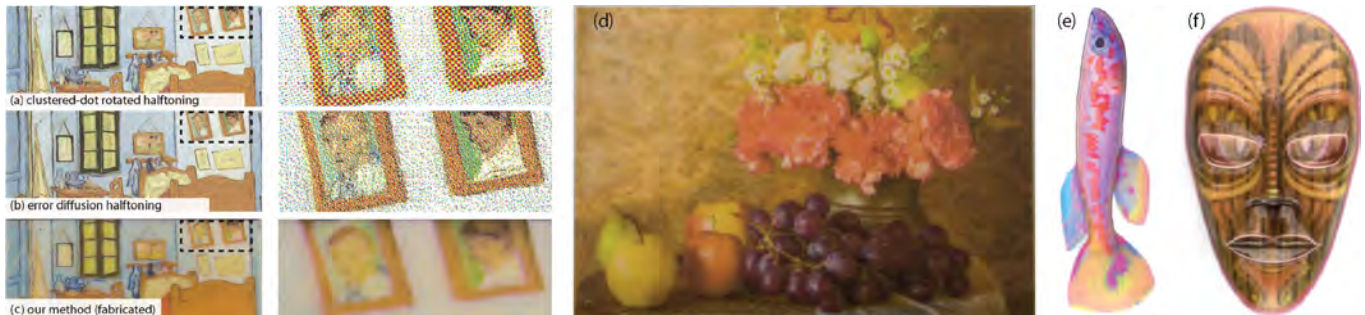 (a) clustered-dot rotated halftoning
(b) error diffusion halftoning
(c) our method (fabricated)
(d)
(e)
(f)